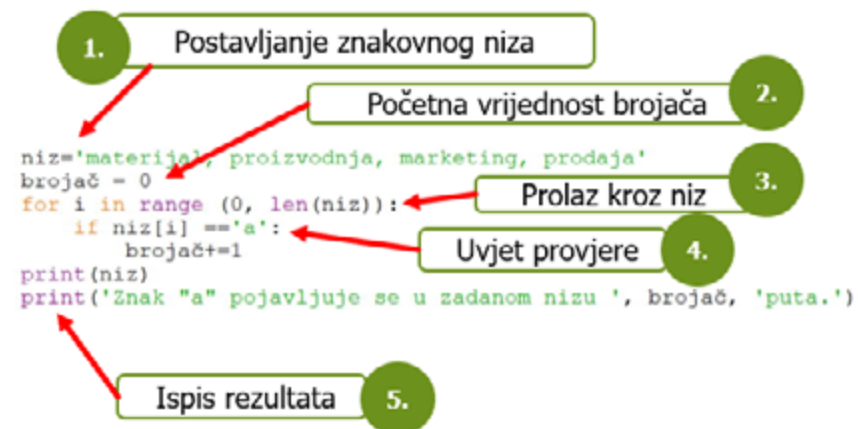 1. Postavljanje znakovnog niza
Početna vrijednost brojača 2.
niz='materijal, proizvodnja, marketing, prodaja'
brojač = 0
for i in range (0, len(niz)):
Prolaz kroz niz 3.
if niz[i] =='a':
Uvjet provjere 4.
brojač+=1
print(niz)
print('Znak "a" pojavljuje se u zadanom nizu ', brojač, 'puta.')
Ispis rezultata 5.